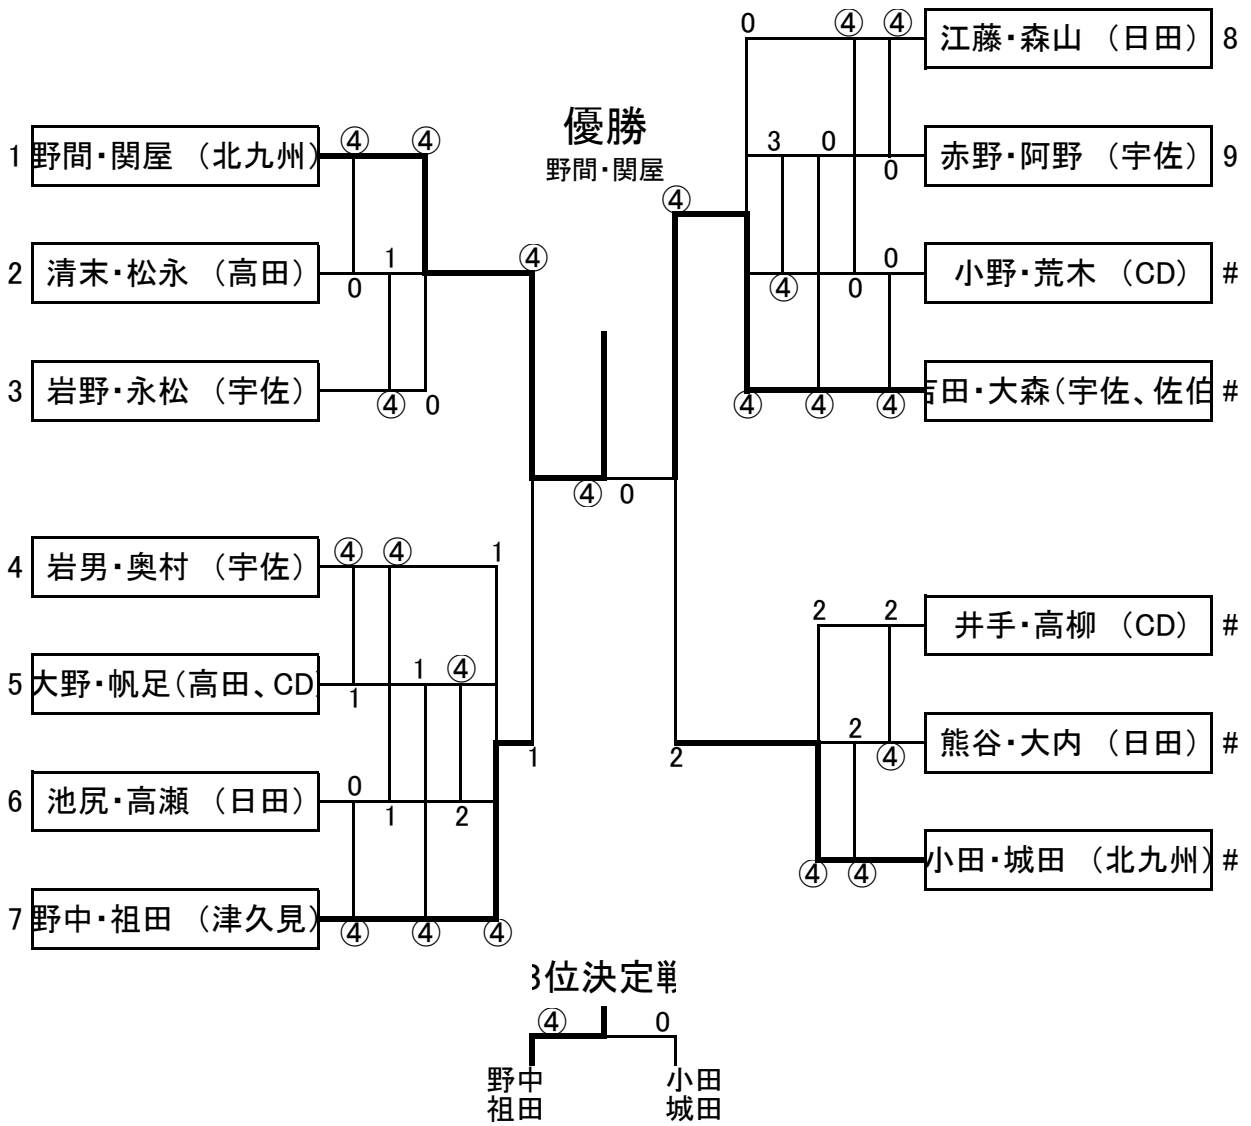 優勝
野間・関屋
1 野間・関屋 (北九州) ④ ④
2 清末・松永 (高田) 0 1
3 岩野・永松 (宇佐) ④ 0
④
4 岩男・奥村 (宇佐) ④ ④ 1
5 大野・帆足(高田、CD) 1 1 ④
6 池尻・高瀬 (日田) 0 1 2
7 野中・祖田 (津久見) ④ ④ ④
1
④ 0
0 ④ ④ 江藤・森山 (日田) 8
3 0 0 赤野・阿野 (宇佐) 9
④ 0 0 小野・荒木 (CD) #
④ ④ ④ 田・大森(宇佐、佐伯 #
④
2 2 井手・高柳 (CD) #
2 ④ 熊谷・大内 (日田) #
④ ④ 小田・城田 (北九州) #
2
位決定戦
④ 0
野中 小田
祖田 城田